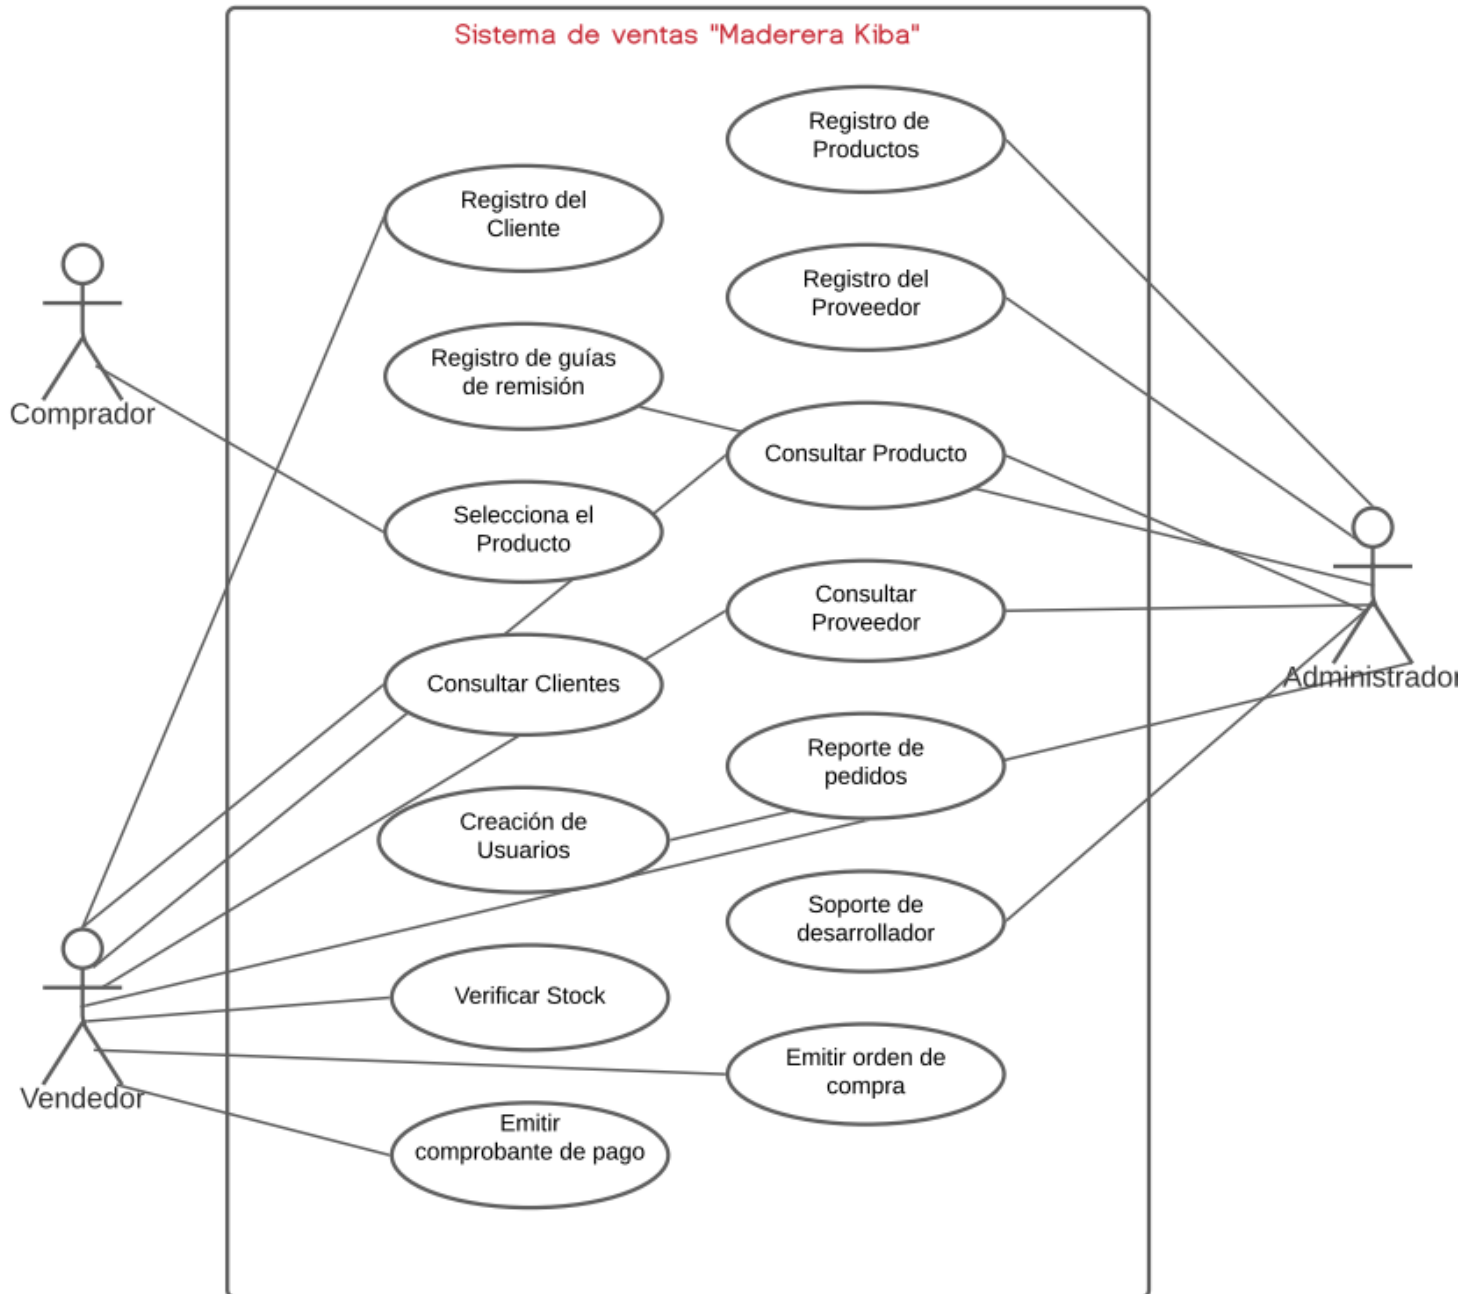 Sistema de ventas "Maderera Kiba"
Registro de
Productos
Registro del
Cliente
Registro del
Proveedor
Comprador
Registro de guías
de remisión
Consultar Producto
Selecciona el
Producto
Consultar
Proveedor
Administrador
Consultar Clientes
Reporte de
pedidos
Creación de
Usuarios
Soporte de
desarrollador
Verificar Stock
Emitir orden de
compra
Vendedor
Emitir
comprobante de pago